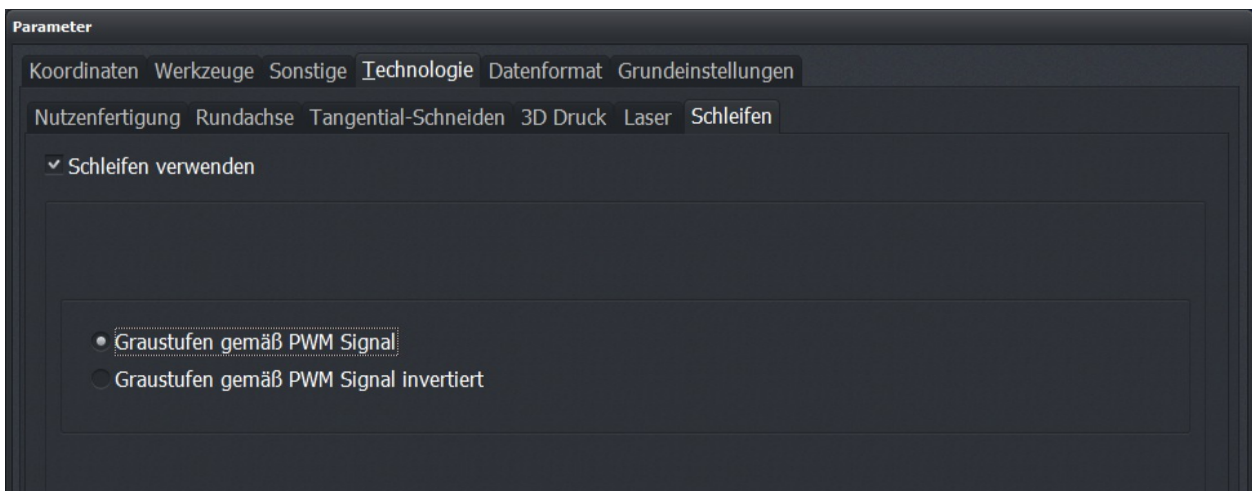 Parameter
Koordinaten Werkzeuge Sonstige Technologie Datenformat Grundeinstellungen
Nutzenfertigung Rundachse Tangential-Schneiden 3D Druck Laser Schleifen
Schleifen verwenden
Graustufen gemäß PWM Signal
Graustufen gemäß PWM Signal invertiert